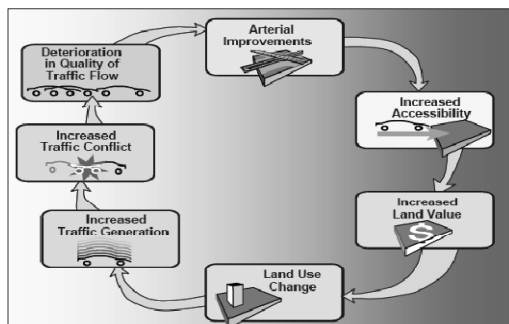 Arterial
Improvements
Increased
Accessibility
Increased
Land Value
$
Land Use
Change
Increased
Traffic Generation
Increased
Traffic Conflict
Deterioration
in Quality of
Traffic Flow